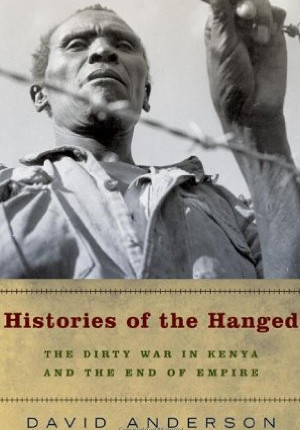 Histories of the Hanged
THE DIRTY WAR IN KENYA
AND THE END OF EMPIRE
DAVID ANDERSON